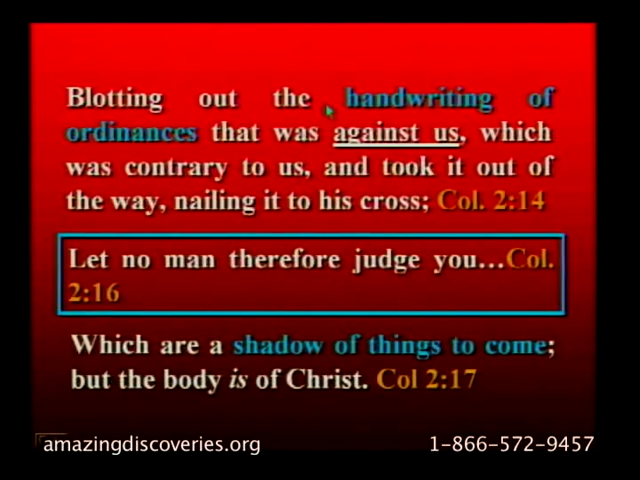 Blotting out the handwriting of
ordinances that was against us, which
was contrary to us, and took it out of
the way, nailing it to his cross; Col. 2:14
Let no man therefore judge you...Col.
2:16
Which are a shadow of things to come;
but the body is of Christ. Col 2:17
amazingdiscoveries.org
1-866-572-9457